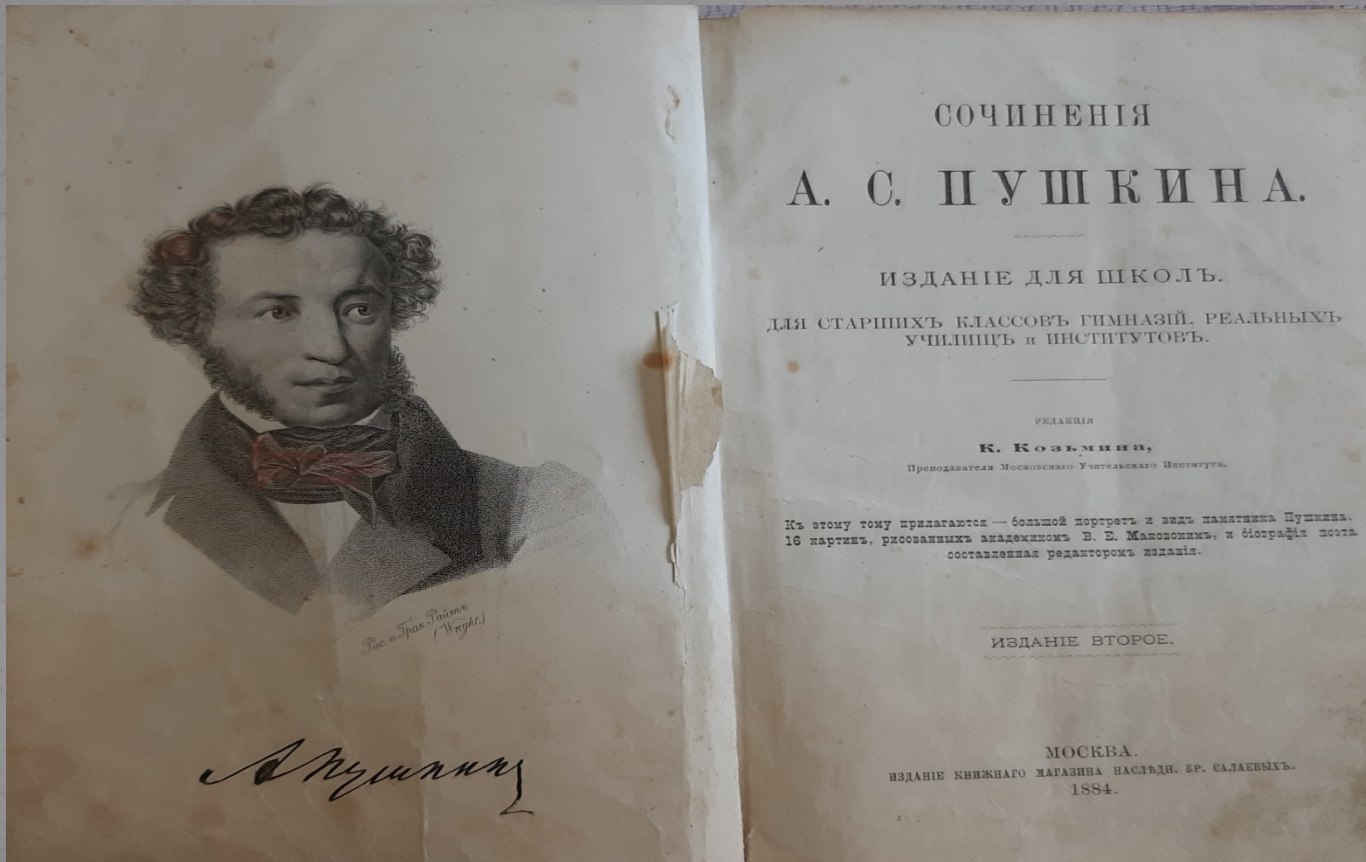 Рис. и Грав. Райтъ
(Wright.)
АПушкинъ
СОЧИНЕНІЯ
А. С. ПУШКИНА.
ИЗДАНІЕ ДЛЯ ШКОЛЪ.
ДЛЯ СТАРШИХЪ КЛАССОВЪ ГИМНАЗІЙ, РЕАЛЬНЫХЪ
УЧИЛИЩЪ и ИНСТИТУТОВЪ.
РЕДАКЦІЯ
К. Козьмина,
Преподавателя Московскаго Учительскаго Института.
Къ этому тому прилагаются — большой портретъ и видъ памятника Пушкина,
16 картинъ, рисованныхъ академикомъ В. Е. Маковскимъ, и біографія поэта
составленная редакторомъ изданія.
ИЗДАНІЕ ВТОРОЕ.
МОСКВА.
ИЗДАНІЕ КНИЖНАГО МАГАЗИНА НАСЛѢДН. БР. САЛАЕВЫХЪ.
1884.